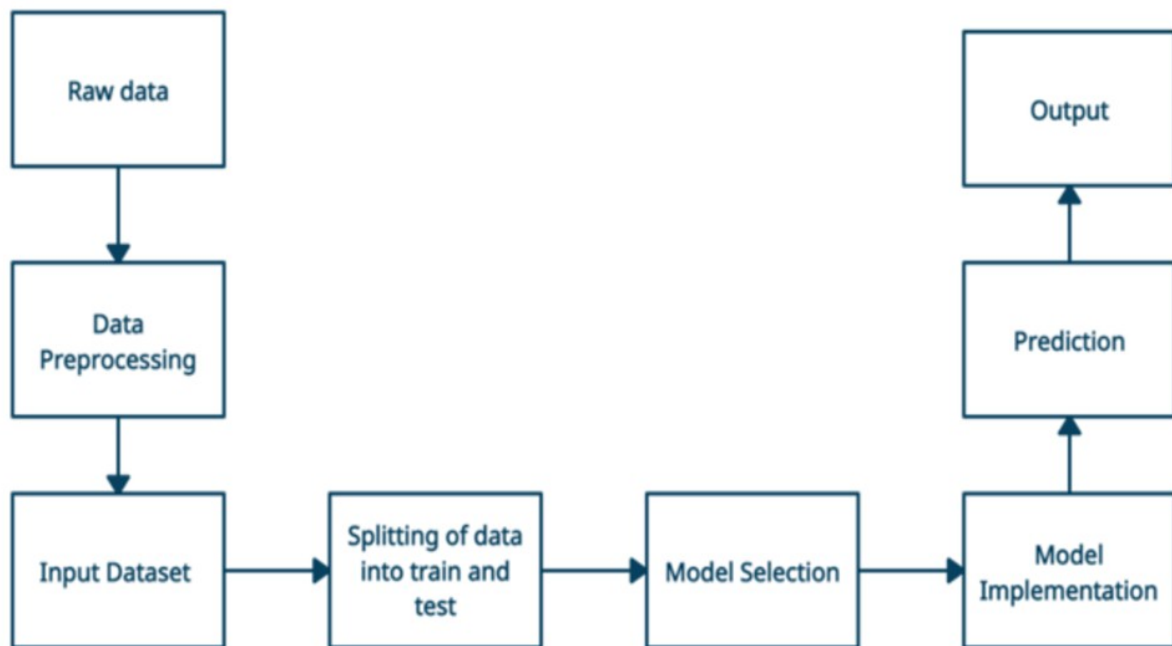 Raw data
Data
Preprocessing
Input Dataset
Splitting of data
into train and
test
Model Selection
Model
Implementation
Prediction
Output